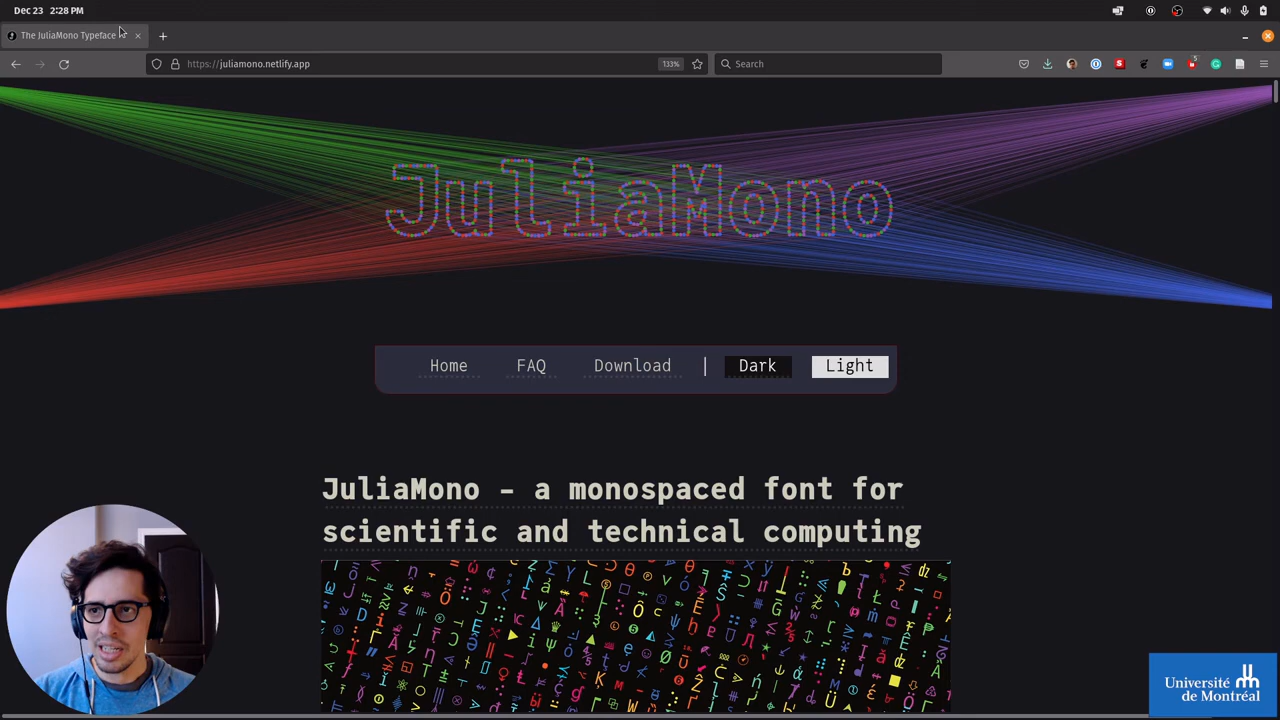 Dec 23 2:28 PM
The JuliaMono Typeface
https://juliamono.netlify.app
133%
Search
JuliaMono
Home FAQ Download | Dark Light
JuliaMono – a monospaced font for
scientific and technical computing
Université
de Montréal